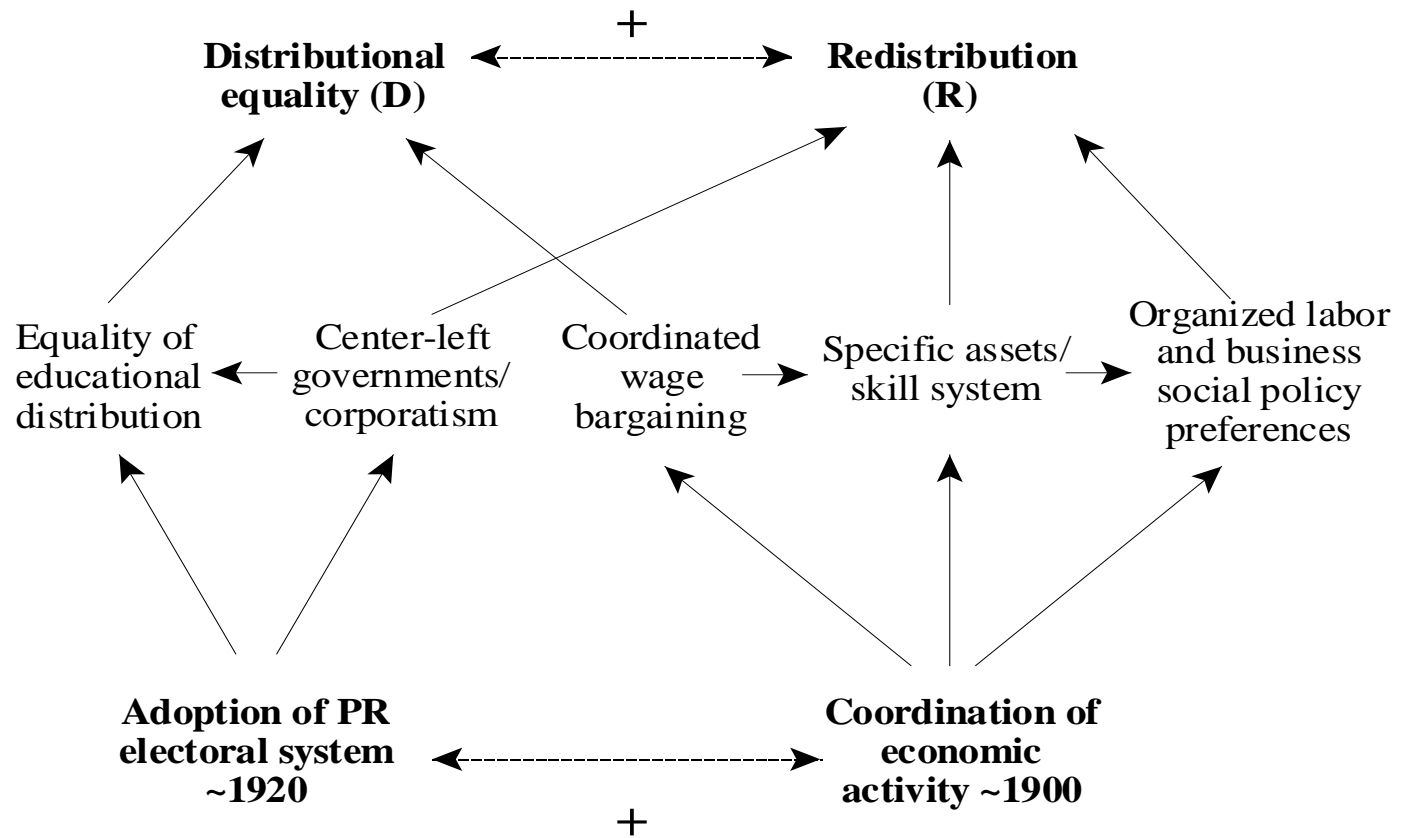 +
Distributional
equality (D)
Redistribution
(R)
Equality of
educational
distribution
Center-left
governments/
corporatism
Coordinated
wage
bargaining
Specific assets/
skill system
Organized labor
and business
social policy
preferences
Adoption of PR
electoral system
~1920
Coordination of
economic
activity ~1900
+